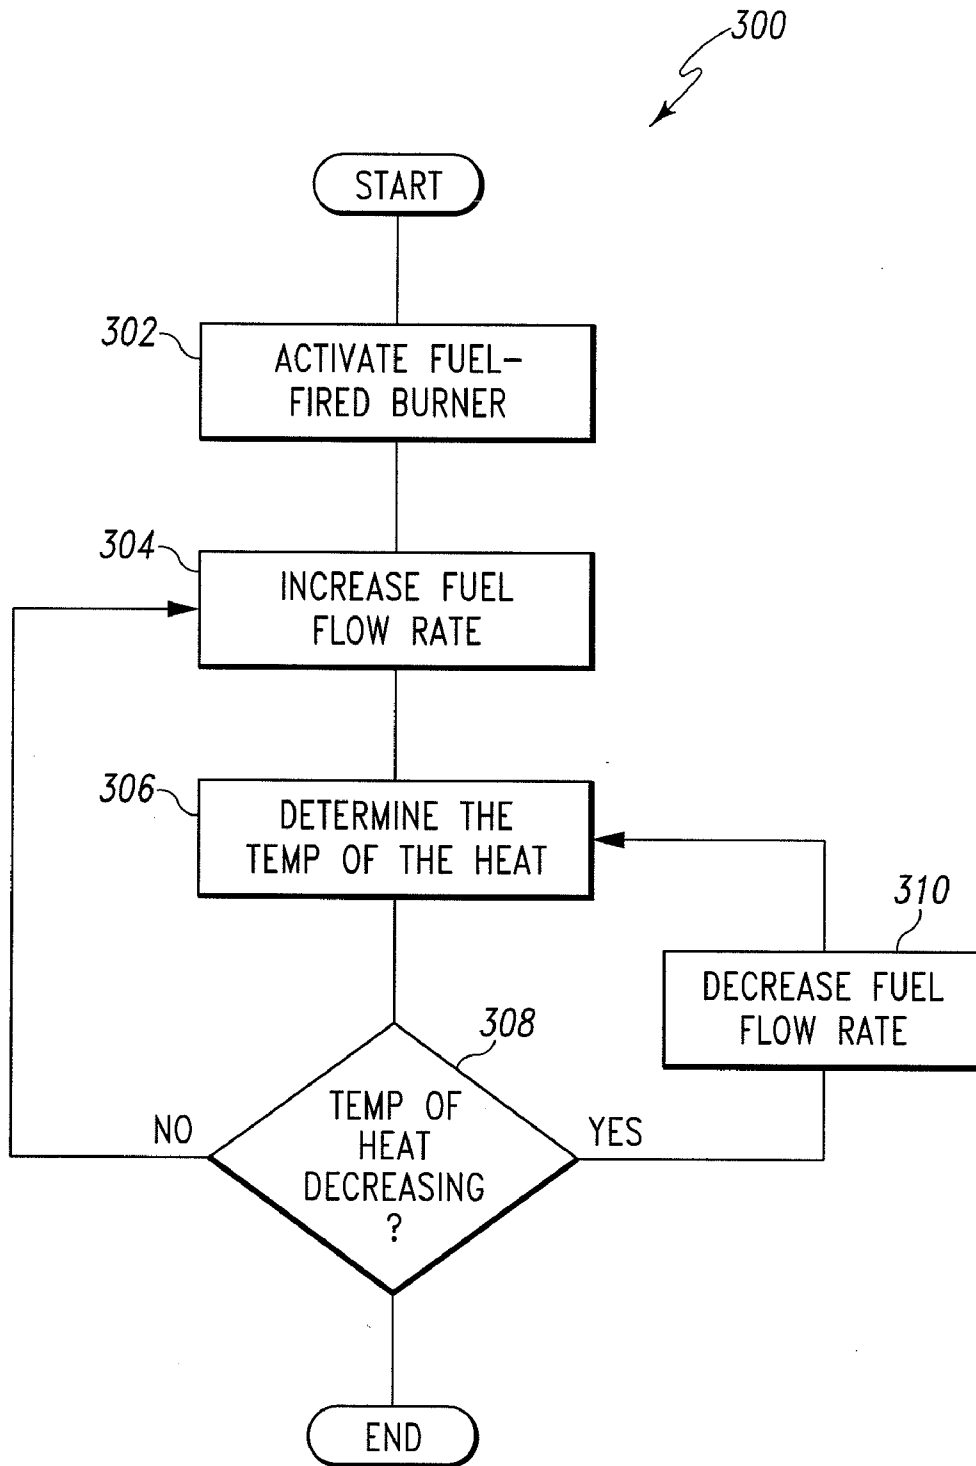 300
START
302
ACTIVATE FUEL-
FIRED BURNER
304
INCREASE FUEL
FLOW RATE
306
DETERMINE THE
TEMP OF THE HEAT
310
DECREASE FUEL
FLOW RATE
308
TEMP OF
HEAT
DECREASING
?
NO
YES
END